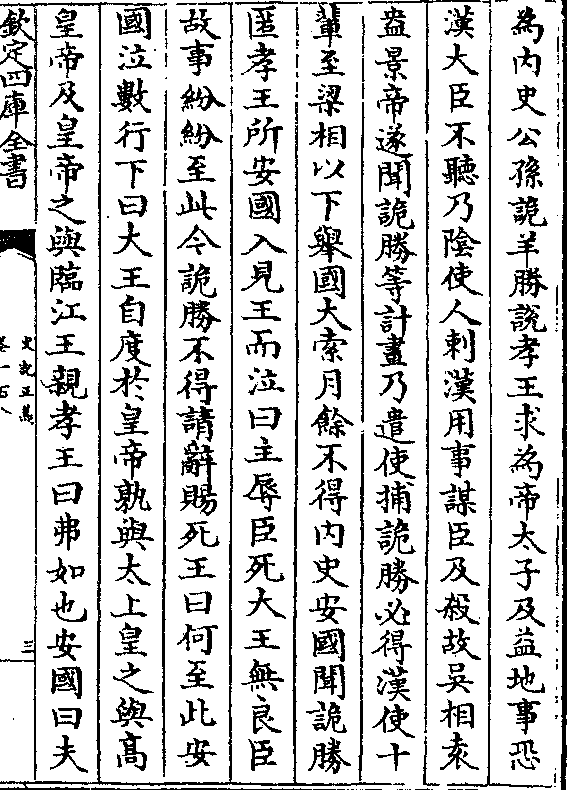 為内史公孫詭羊勝說孝王求為帝太子及益地事恐
漢大臣不聽乃陰使人刺漢用事謀臣及殺故吳相袁
盎景帝遂聞詭勝等計畫乃遣使捕詭勝必得漢使十
輩至梁相以下舉國大索月餘不得内史安國聞詭勝
匿孝王所安國入見王而泣曰主辱臣死大王無良臣
故事紛紛至此今詭勝不得請辭賜死王曰何至此安
國泣數行下曰大王自度於皇帝孰與太上皇之與髙
皇帝及皇帝之與臨江王親孝王曰弗如也安國曰夫
欽定四庫全書
史記正義
卷一百八
三